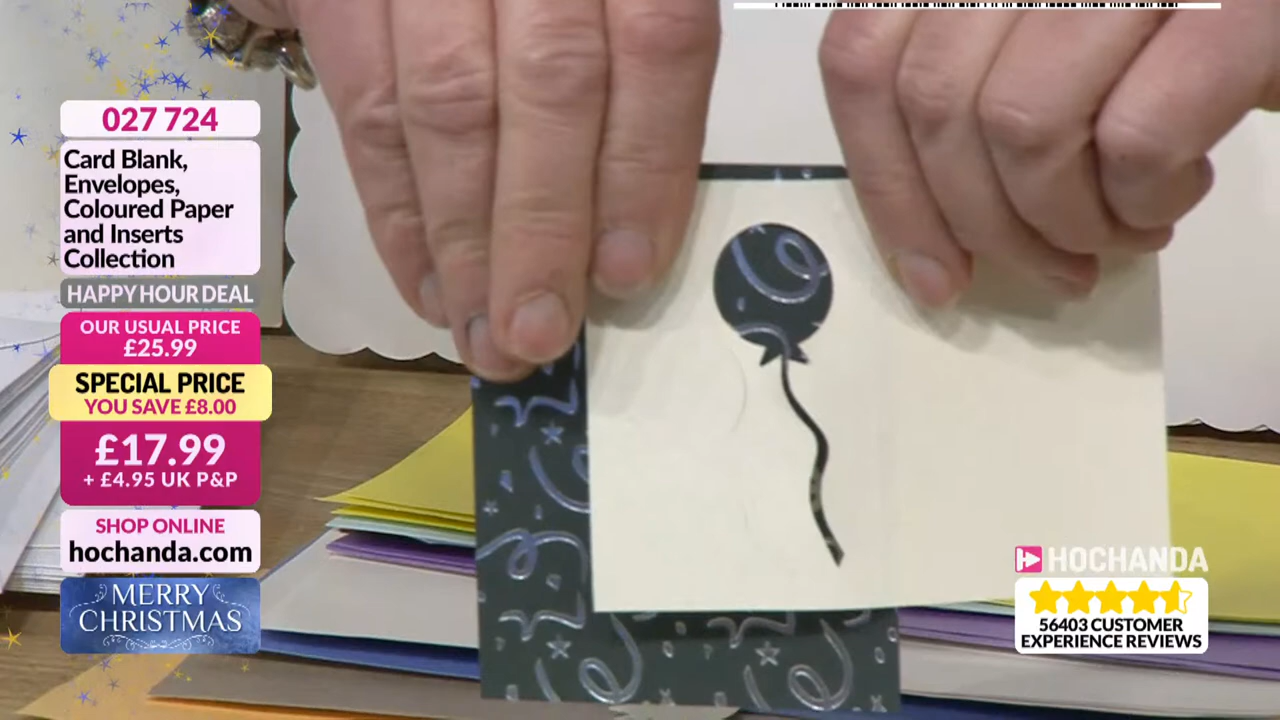 027 724
Card Blank,
Envelopes,
Coloured Paper
and Inserts
Collection
HAPPY HOUR DEAL
OUR USUAL PRICE
£25.99
SPECIAL PRICE
YOU SAVE £8.00
£17.99
+ £4.95 UK P&P
SHOP ONLINE
hochanda.com
MERRY
CHRISTMAS
HOCHANDA
56403 CUSTOMER
EXPERIENCE REVIEWS